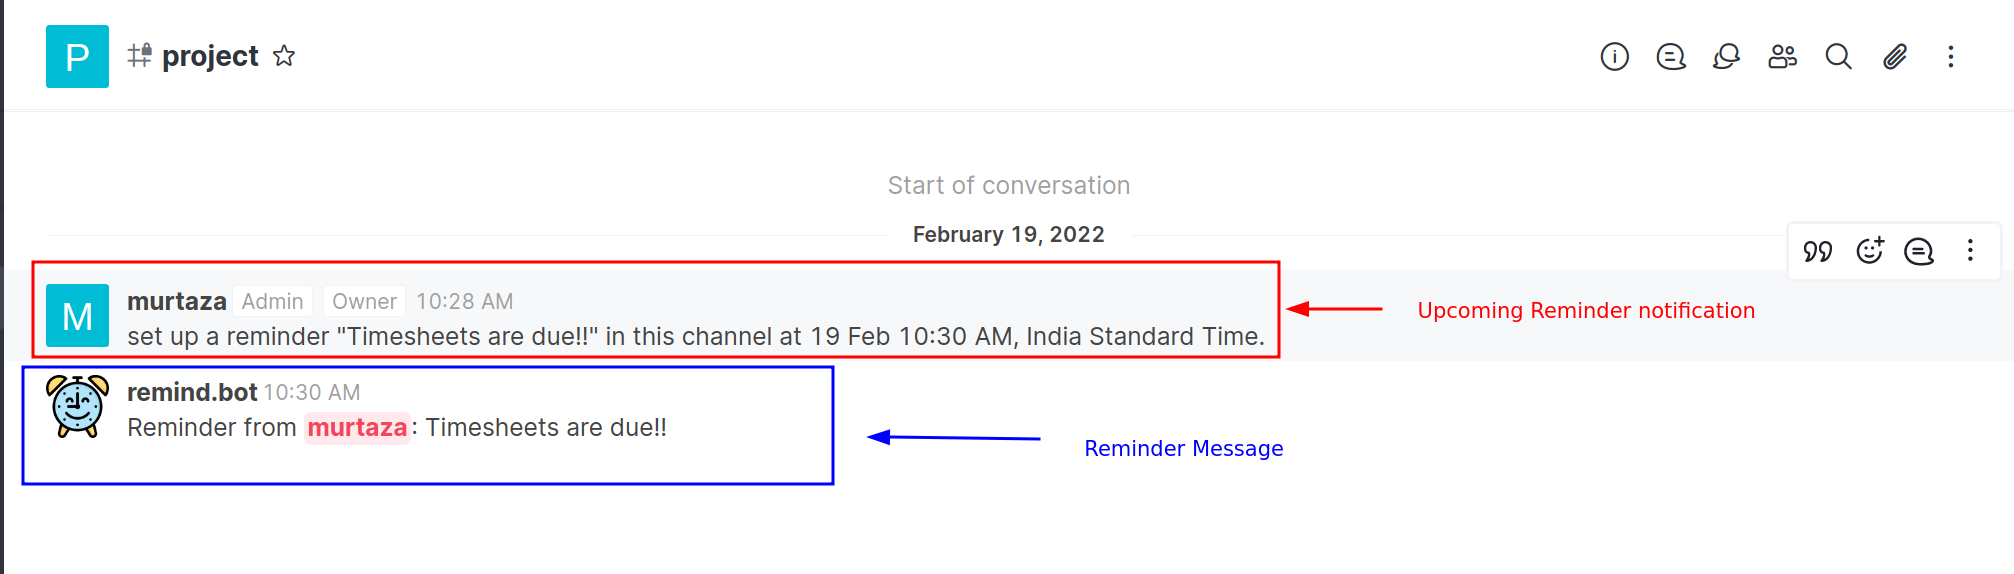 P project
Start of conversation
February 19, 2022
M murtaza Admin Owner 10:28 AM
set up a reminder "Timesheets are due!!" in this channel at 19 Feb 10:30 AM, India Standard Time.
Upcoming Reminder notification
remind.bot 10:30 AM
Reminder from murtaza: Timesheets are due!!
Reminder Message